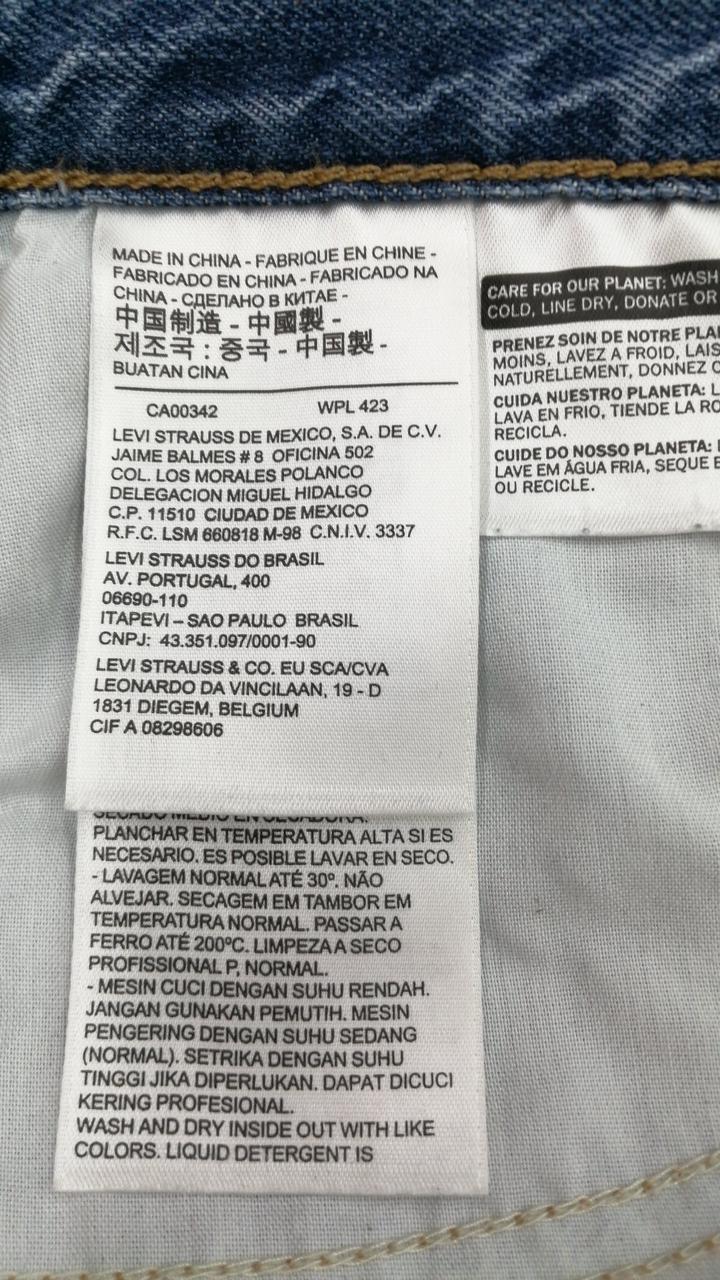 MADE IN CHINA - FABRIQUE EN CHINE -
FABRICADO EN CHINA - FABRICADO NA
CHINA - СДЕЛАНО В КИТАЕ -
中国制造 - 中國製 -
제조국 : 중국 - 中国製 -
BUATAN CINA
CA00342 WPL 423
LEVI STRAUSS DE MEXICO, S.A. DE C.V.
JAIME BALMES # 8 OFICINA 502
COL. LOS MORALES POLANCO
DELEGACION MIGUEL HIDALGO
C.P. 11510 CIUDAD DE MEXICO
R.F.C. LSM 660818 M-98 C.N.I.V. 3337
LEVI STRAUSS DO BRASIL
AV. PORTUGAL, 400
06690-110
ITAPEVI – SAO PAULO BRASIL
CNPJ: 43.351.097/0001-90
LEVI STRAUSS & CO. EU SCA/CVA
LEONARDO DA VINCILAAN, 19 - D
1831 DIEGEM, BELGIUM
CIF A 08298606
SECADO MEDIO EN SECADORA.
PLANCHAR EN TEMPERATURA ALTA SI ES
NECESARIO. ES POSIBLE LAVAR EN SECO.
- LAVAGEM NORMAL ATÉ 30º. NÃO
ALVEJAR. SECAGEM EM TAMBOR EM
TEMPERATURA NORMAL. PASSAR A
FERRO ATÉ 200ºC. LIMPEZA A SECO
PROFISSIONAL P, NORMAL.
- MESIN CUCI DENGAN SUHU RENDAH.
JANGAN GUNAKAN PEMUTIH. MESIN
PENGERING DENGAN SUHU SEDANG
(NORMAL). SETRIKA DENGAN SUHU
TINGGI JIKA DIPERLUKAN. DAPAT DICUCI
KERING PROFESIONAL.
WASH AND DRY INSIDE OUT WITH LIKE
COLORS. LIQUID DETERGENT IS
CARE FOR OUR PLANET: WASH
COLD, LINE DRY, DONATE OR
PRENEZ SOIN DE NOTRE
MOINS, LAVEZ A FROID,
NATURELLEMENT, DONNEZ
CUIDA NUESTRO PLANETA:
LAVA EN FRIO, TIENDE LA
RECICLA.
CUIDE DO NOSSO PLANETA:
LAVE EM ÁGUA FRIA, SEQUE
OU RECICLE.